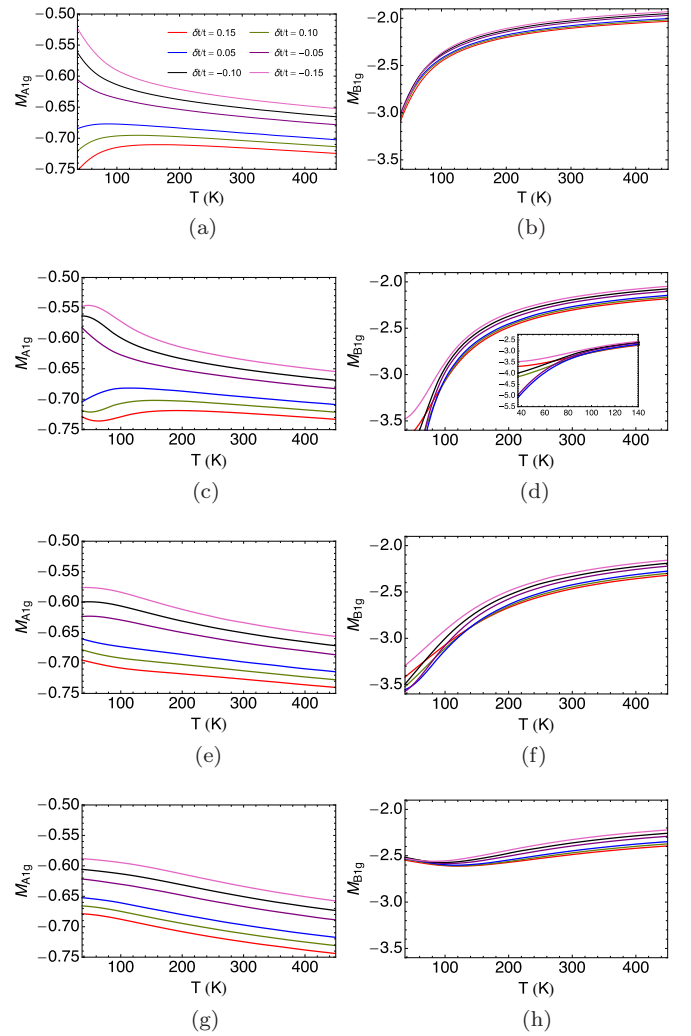 −0.50
−0.55
−0.60
−0.65
−0.70
−0.75
M_A1g
δt/t = 0.15 δt/t = 0.10
δt/t = 0.05 δt/t = −0.05
δt/t = −0.10 δt/t = −0.15
100 200 300 400
T (K)
(a)
−2.0
−2.5
−3.0
−3.5
M_B1g
100 200 300 400
T (K)
(b)
−0.50
−0.55
−0.60
−0.65
−0.70
−0.75
M_A1g
100 200 300 400
T (K)
(c)
−2.0
−2.5
−3.0
−3.5
M_B1g
−2.5
−3.0
−3.5
−4.0
−4.5
−5.0
−5.5
40 60 80 100 120 140
100 200 300 400
T (K)
(d)
−0.50
−0.55
−0.60
−0.65
−0.70
−0.75
M_A1g
100 200 300 400
T (K)
(e)
−2.0
−2.5
−3.0
−3.5
M_B1g
100 200 300 400
T (K)
(f)
−0.50
−0.55
−0.60
−0.65
−0.70
−0.75
M_A1g
100 200 300 400
T (K)
(g)
−2.0
−2.5
−3.0
−3.5
M_B1g
100 200 300 400
T (K)
(h)